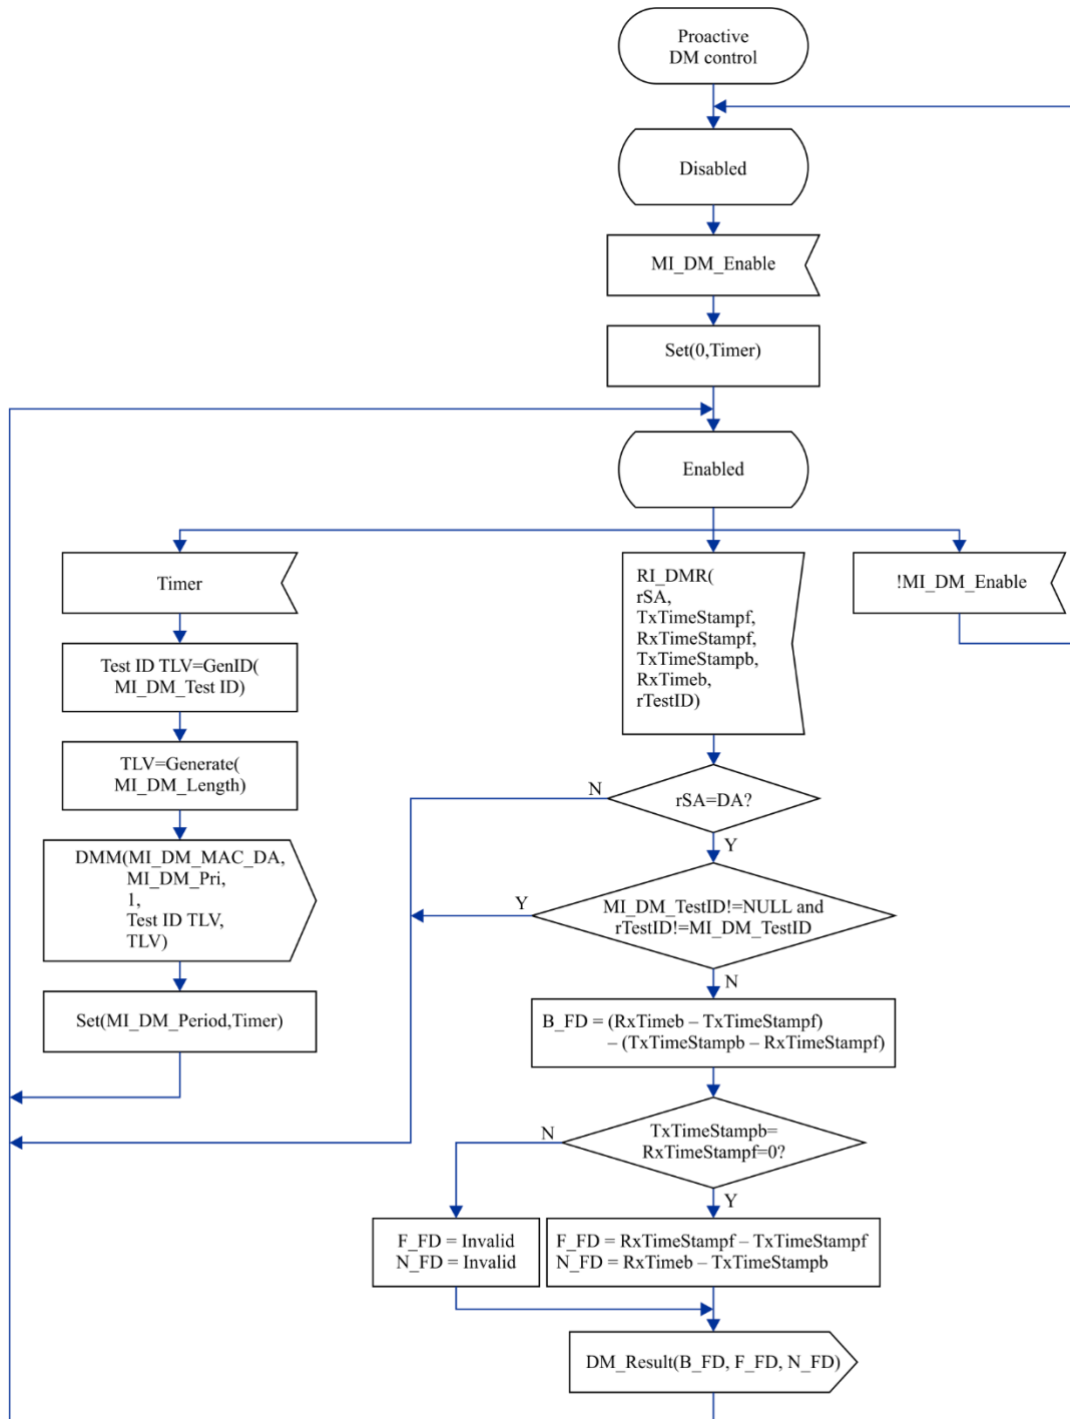 Proactive
DM control
Disabled
MI_DM_Enable
Set(0,Timer)
Enabled
Timer
Test ID TLV=GenID(
MI_DM_Test ID)
TLV=Generate(
MI_DM_Length)
DMM(MI_DM_MAC_DA,
MI_DM_Pri,
1,
Test ID TLV,
TLV)
Set(MI_DM_Period,Timer)
RI_DMR(
rSA,
TxTimeStampf,
RxTimeStampf,
TxTimeStampb,
RxTimeb,
rTestID)
!MI_DM_Enable
N
rSA=DA?
Y
Y
MI_DM_TestID!=NULL and
rTestID!=MI_DM_TestID
N
B_FD = (RxTimeb – TxTimeStampf)
– (TxTimeStampb – RxTimeStampf)
N
TxTimeStampb=
RxTimeStampf=0?
Y
F_FD = Invalid
N_FD = Invalid
F_FD = RxTimeStampf – TxTimeStampf
N_FD = RxTimeb – TxTimeStampb
DM_Result(B_FD, F_FD, N_FD)